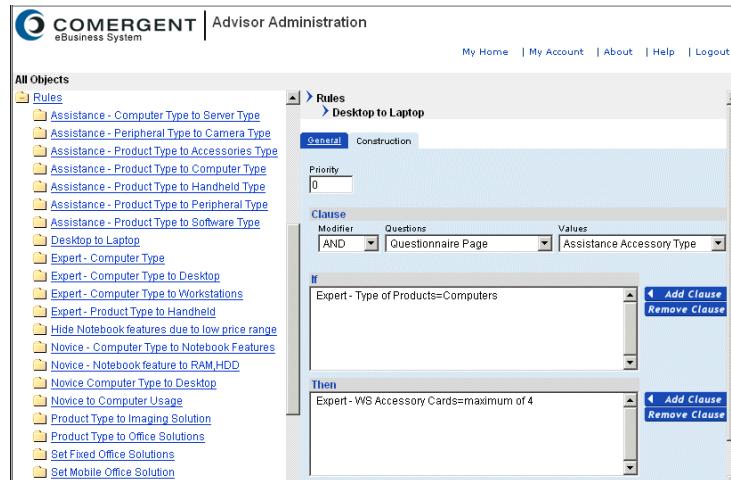 COMERGENT
eBusiness System
Advisor Administration
My Home | My Account | About | Help | Logout
All Objects
Rules
Assistance - Computer Type to Server Type
Assistance - Peripheral Type to Camera Type
Assistance - Product Type to Accessories Type
Assistance - Product Type to Computer Type
Assistance - Product Type to Handheld Type
Assistance - Product Type to Peripheral Type
Assistance - Product Type to Software Type
Desktop to Laptop
Expert - Computer Type
Expert - Computer Type to Desktop
Expert - Computer Type to Workstations
Expert - Product Type to Handheld
Hide Notebook features due to low price range
Novice - Computer Type to Notebook Features
Novice - Notebook feature to RAM,HDD
Novice Computer Type to Desktop
Novice to Computer Usage
Product Type to Imaging Solution
Product Type to Office Solutions
Set Fixed Office Solutions
Set Mobile Office Solution
Rules
Desktop to Laptop
General Construction
Priority
0
Clause
Modifier Questions Values
AND Questionnaire Page Assistance Accessory Type
If
Expert - Type of Products=Computers
Add Clause
Remove Clause
Then
Expert - WS Accessory Cards=maximum of 4
Add Clause
Remove Clause